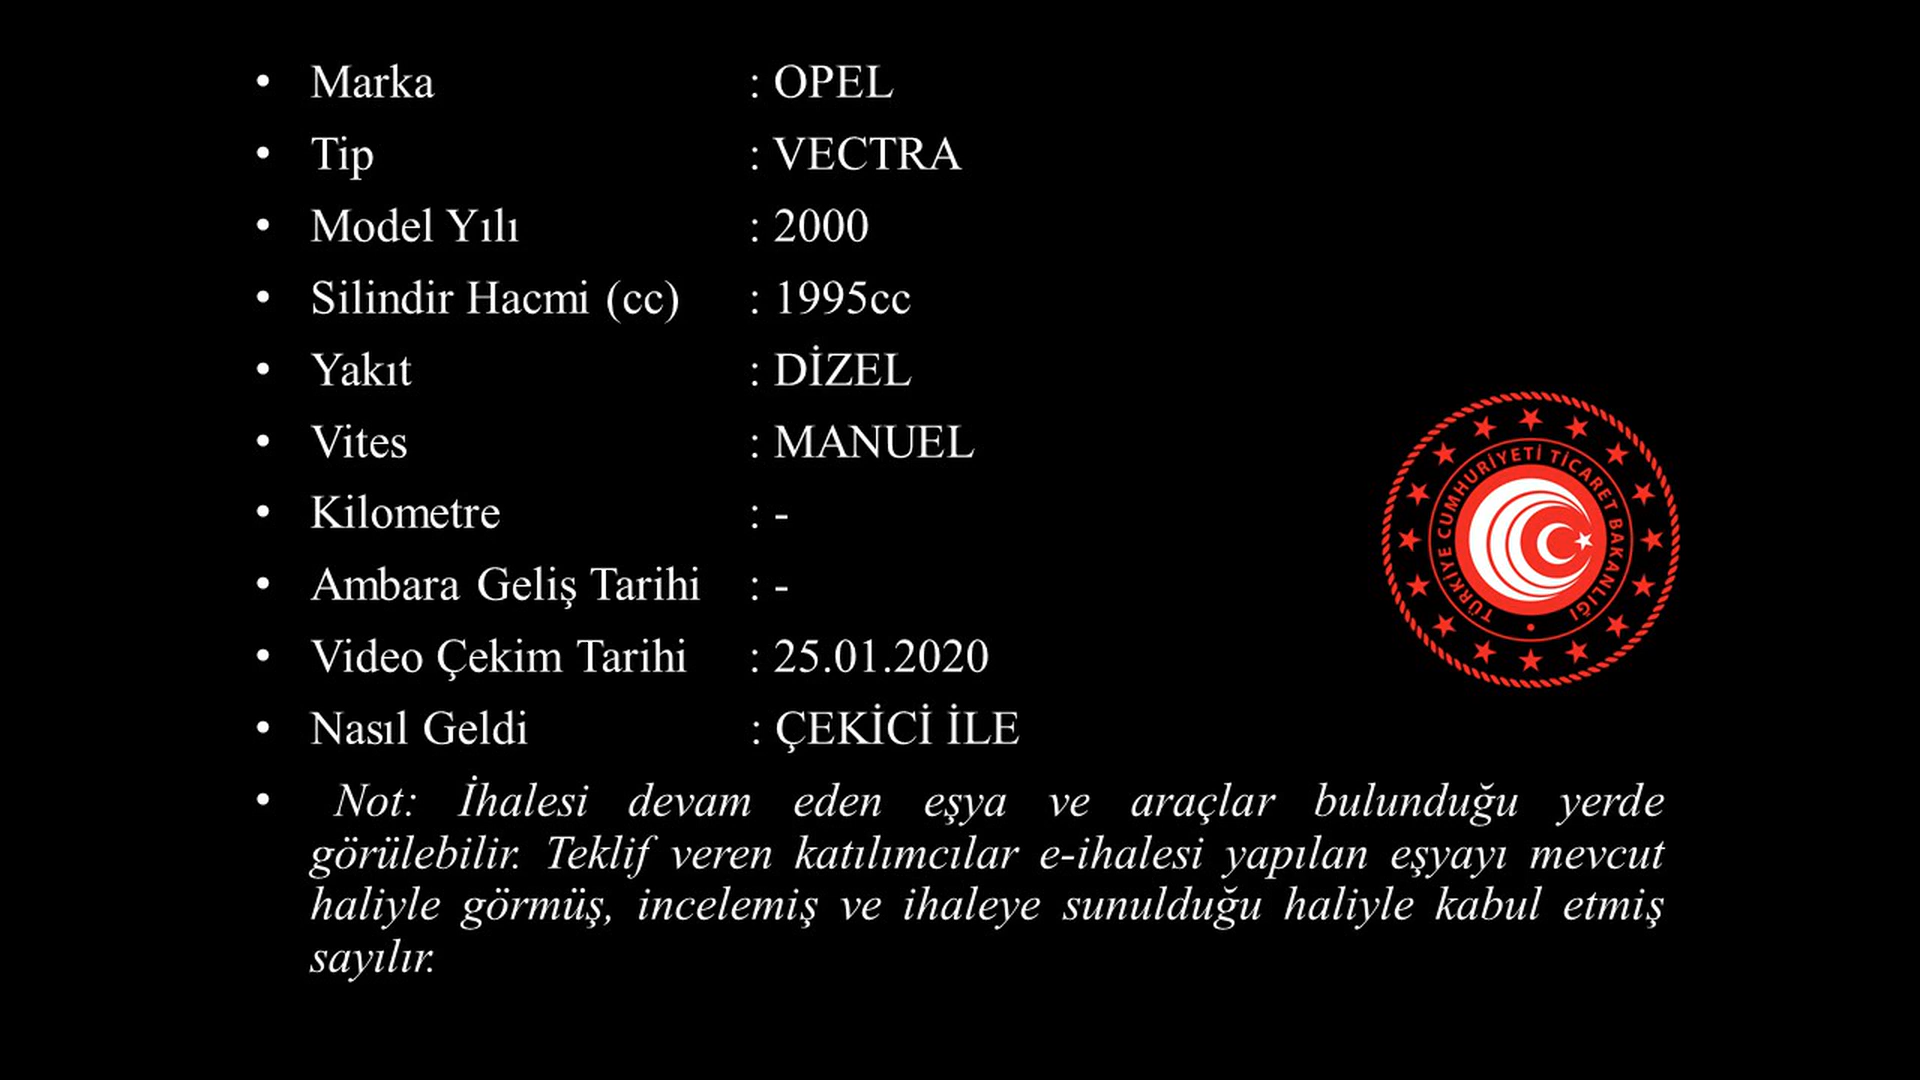 • Marka : OPEL
• Tip : VECTRA
• Model Yılı : 2000
• Silindir Hacmi (cc) : 1995cc
• Yakıt : DİZEL
• Vites : MANUEL
• Kilometre : -
• Ambara Geliş Tarihi : -
• Video Çekim Tarihi : 25.01.2020
• Nasıl Geldi : ÇEKİCİ İLE
• Not: İhalesi devam eden eşya ve araçlar bulunduğu yerde
görülebilir. Teklif veren katılımcılar e-ihalesi yapılan eşyayı mevcut
haliyle görmüş, incelemiş ve ihaleye sunulduğu haliyle kabul etmiş
sayılır.
TÜRKİYE CUMHURİYETİ TİCARET BAKANLIĞI